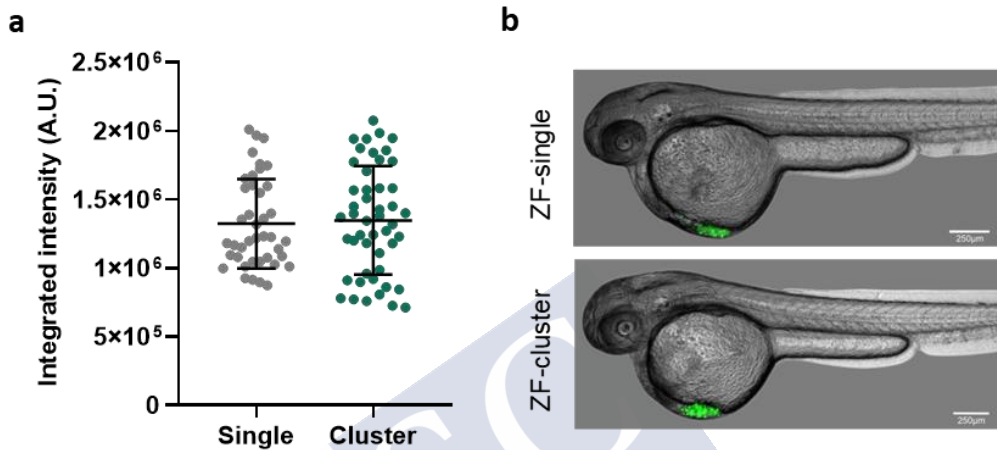 a
b
Integrated intensity (A.U.)
2.5×10⁶
2×10⁶
1.5×10⁶
1×10⁶
5×10⁵
0
Single Cluster
ZF-single
250µm
ZF-cluster
250µm